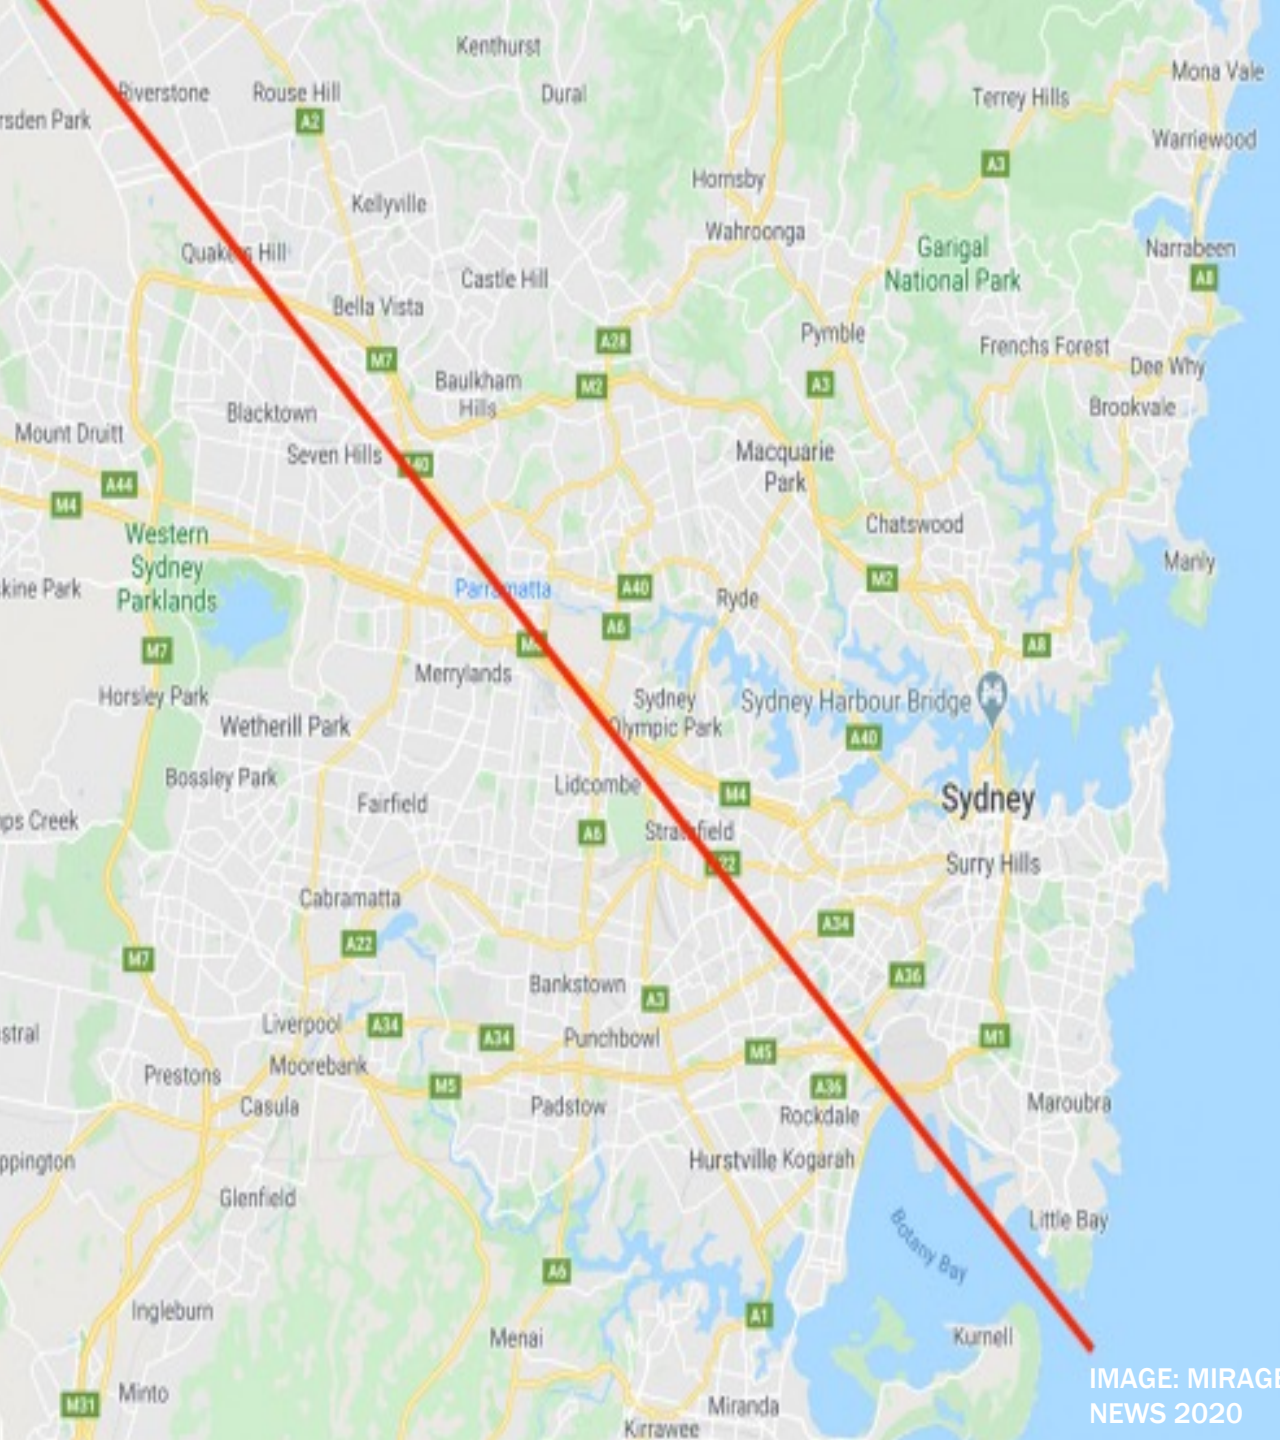 Kenthurst
Mona Vale
Riverstone
Rouse Hill
Dural
Terrey Hills
rsden Park
A2
Warriewood
A3
Hornsby
Kellyville
Wahroonga
Quakers Hill
Garigal
National Park
Narrabeen
A8
Castle Hill
Bella Vista
Pymble
A28
Frenchs Forest
M7
Dee Why
Baulkham
Hills
M2
A3
Brookvale
Blacktown
Mount Druitt
Seven Hills
A40
Macquarie
Park
A44
M4
Chatswood
Western
Sydney
Parklands
Manly
kine Park
Parramatta
A40
Ryde
M2
A6
M4
A8
M7
Merrylands
Horsley Park
Sydney
Olympic Park
Sydney Harbour Bridge
Wetherill Park
A40
Bossley Park
Lidcombe
M4
Sydney
Fairfield
ps Creek
A6
Strathfield
A22
Surry Hills
Cabramatta
A34
A22
M7
A36
Bankstown
A3
Liverpool
A34
A34
Punchbowl
M1
stral
M5
Moorebank
Prestons
M5
A36
Casula
Padstow
Rockdale
Maroubra
ppington
Hurstville
Kogarah
Glenfield
Little Bay
Botany Bay
A6
Ingleburn
A1
Menai
Kurnell
M31
Minto
Miranda
Kirrawee
IMAGE: MIRAGE
NEWS 2020